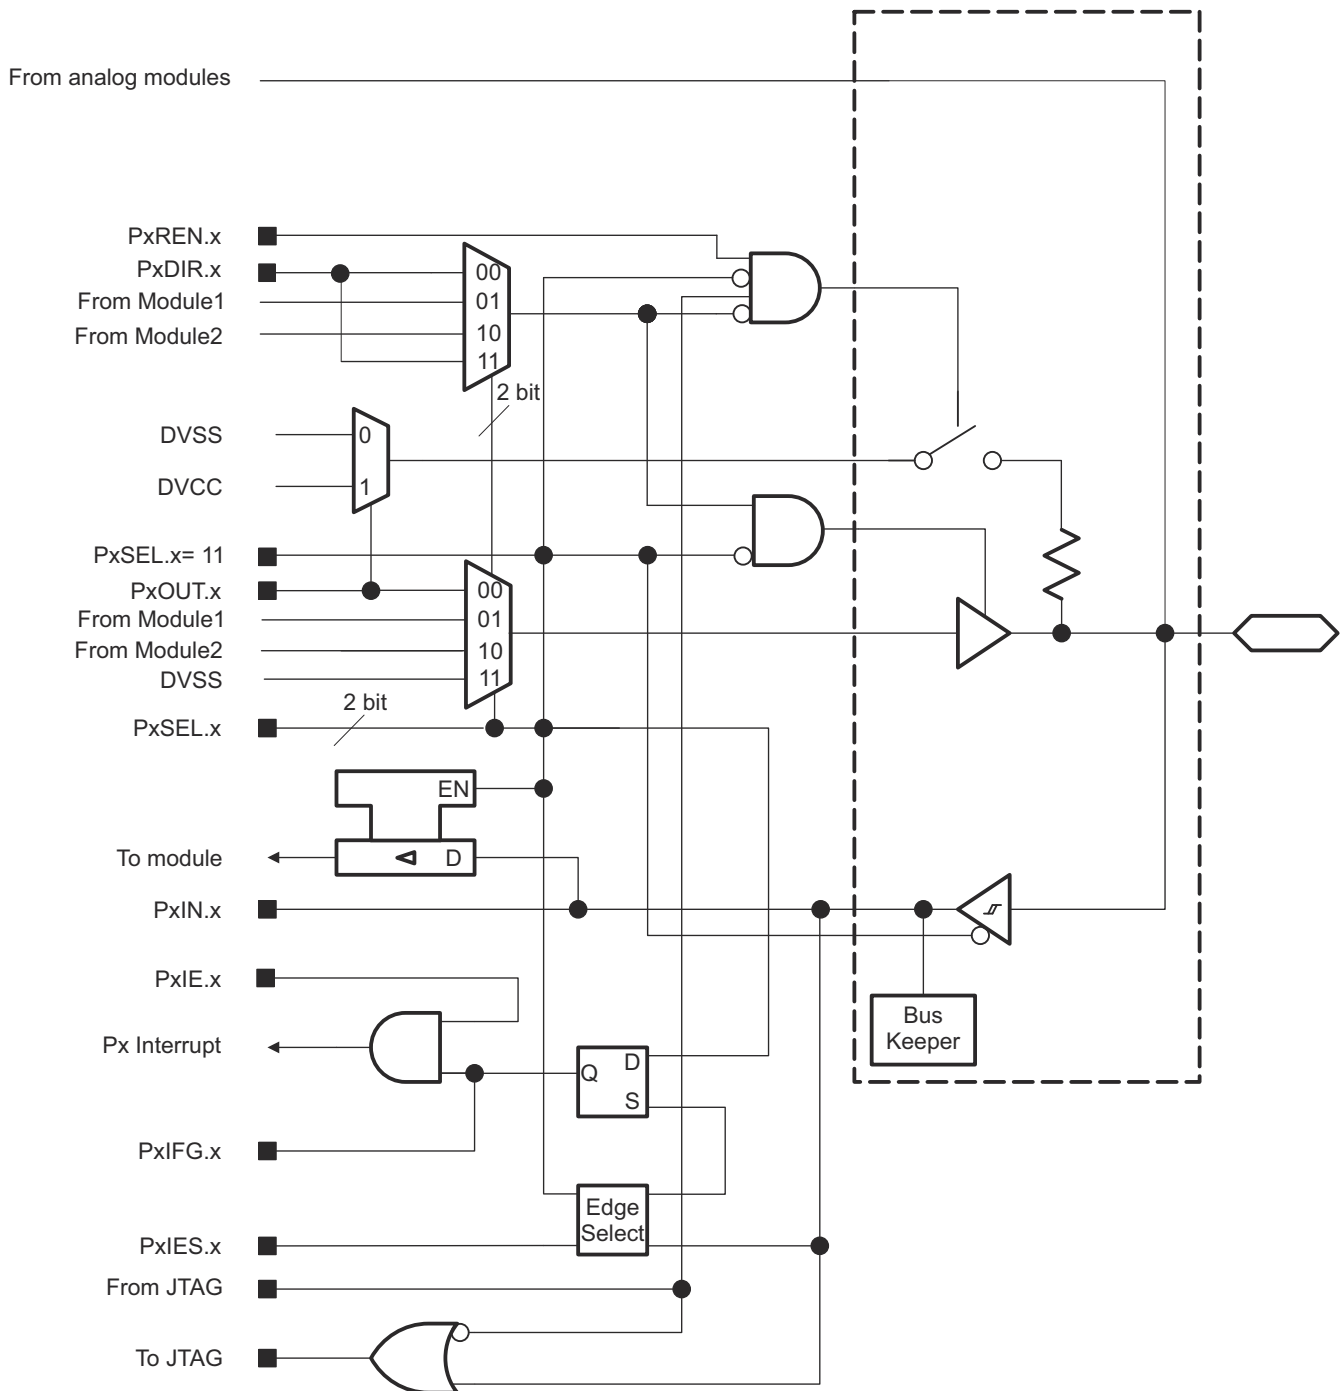 From analog modules
PxREN.x
PxDIR.x
00
From Module1
01
From Module2
10
11
2 bit
DVSS
0
DVCC
1
PxSEL.x= 11
PxOUT.x
00
From Module1
01
From Module2
10
DVSS
11
2 bit
PxSEL.x
EN
To module
D
PxIN.x
PxIE.x
Bus
Keeper
Px Interrupt
Q
D
S
PxIFG.x
Edge
Select
PxIES.x
From JTAG
To JTAG